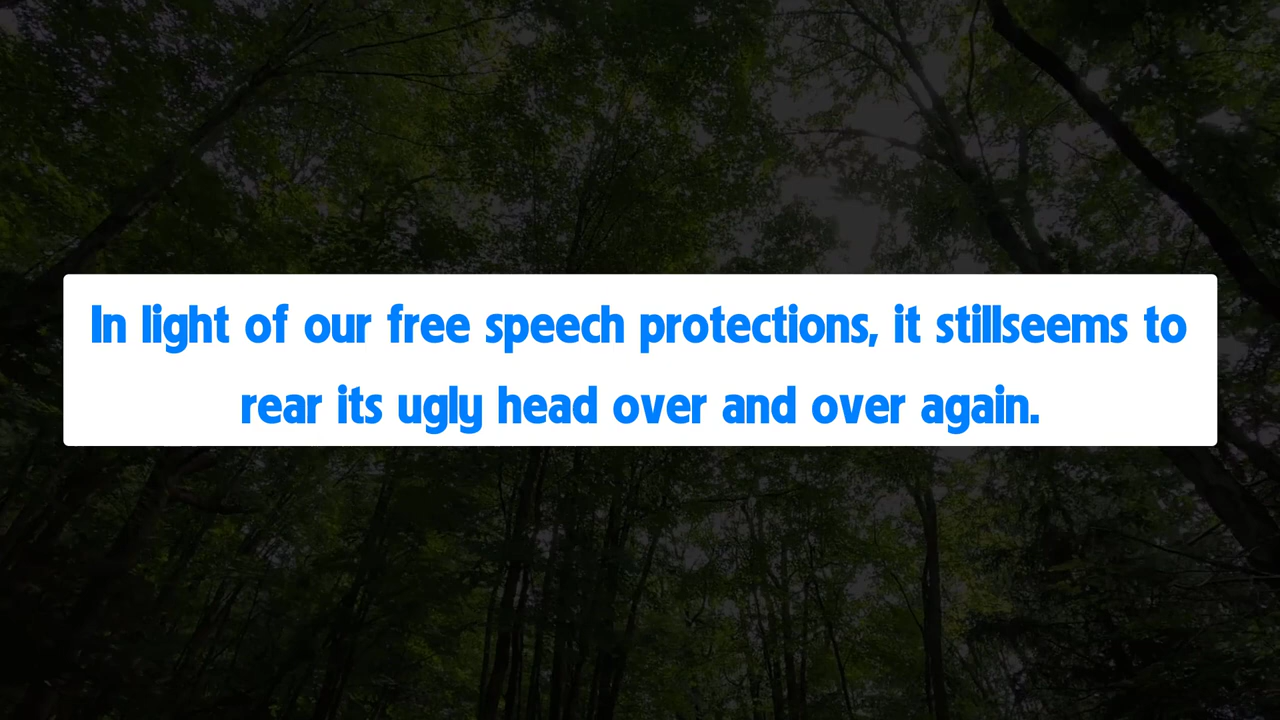 In light of our free speech protections, it stillseems to
rear its ugly head over and over again.